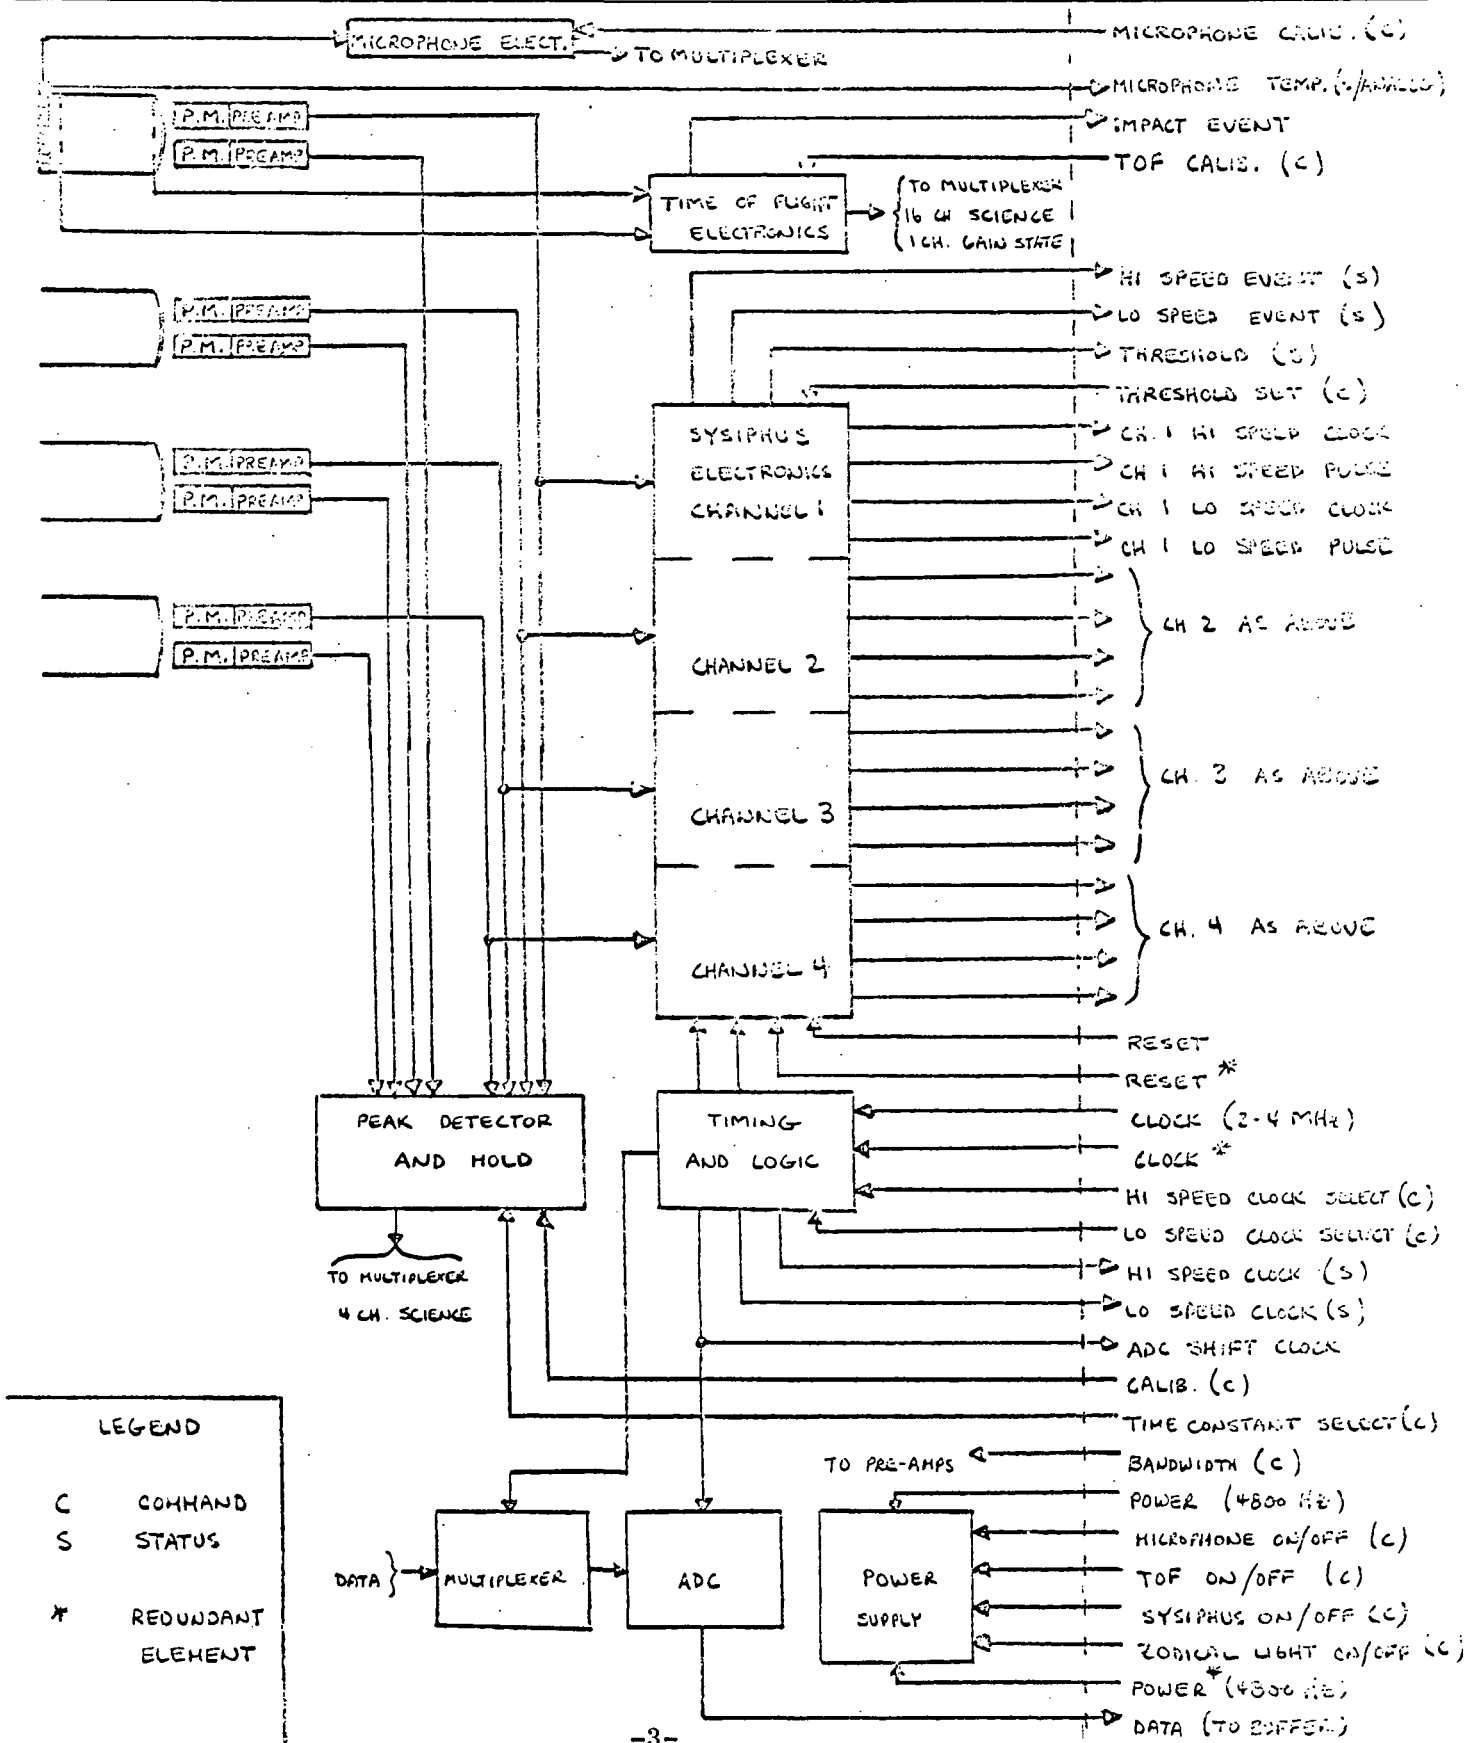 MICROPHONE ELECT.
TO MULTIPLEXER
MICROPHONE CALIB. (C)
MICROPHONE TEMP. (S/ANALOG)
P.M. PREAMP
P.M. PREAMP
IMPACT EVENT
TOF CALIB. (C)
TIME OF FLIGHT
ELECTRONICS
TO MULTIPLEXER
16 CH SCIENCE
1 CH. GAIN STATE
P.M. PREAMP
P.M. PREAMP
HI SPEED EVENT (S)
LO SPEED EVENT (S)
THRESHOLD (S)
THRESHOLD SET (C)
P.M. PREAMP
P.M. PREAMP
SYSIPHUS
ELECTRONICS
CHANNEL 1
CH. 1 HI SPEED CLOCK
CH 1 HI SPEED PULSE
CH 1 LO SPEED CLOCK
CH 1 LO SPEED PULSE
P.M. PREAMP
P.M. PREAMP
CHANNEL 2
CH 2 AS ABOVE
CHANNEL 3
CH. 3 AS ABOVE
CHANNEL 4
CH. 4 AS ABOVE
RESET
RESET *
PEAK DETECTOR
AND HOLD
TIMING
AND LOGIC
CLOCK (2-4 MHz)
CLOCK *
HI SPEED CLOCK SELECT (C)
LO SPEED CLOCK SELECT (C)
HI SPEED CLOCK (S)
LO SPEED CLOCK (S)
ADC SHIFT CLOCK
CALIB. (C)
TIME CONSTANT SELECT (C)
TO MULTIPLEXER
4 CH. SCIENCE
TO PRE-AMPS
BANDWIDTH (C)
POWER (4800 Hz)
MICROPHONE ON/OFF (C)
TOF ON/OFF (C)
SYSIPHUS ON/OFF (C)
ZODICAL LIGHT ON/OFF (C)
POWER * (4800 Hz)
DATA (TO BUFFER)
DATA
MULTIPLEXER
ADC
POWER
SUPPLY
LEGEND
C COMMAND
S STATUS
* REDUNDANT
ELEMENT
-3-